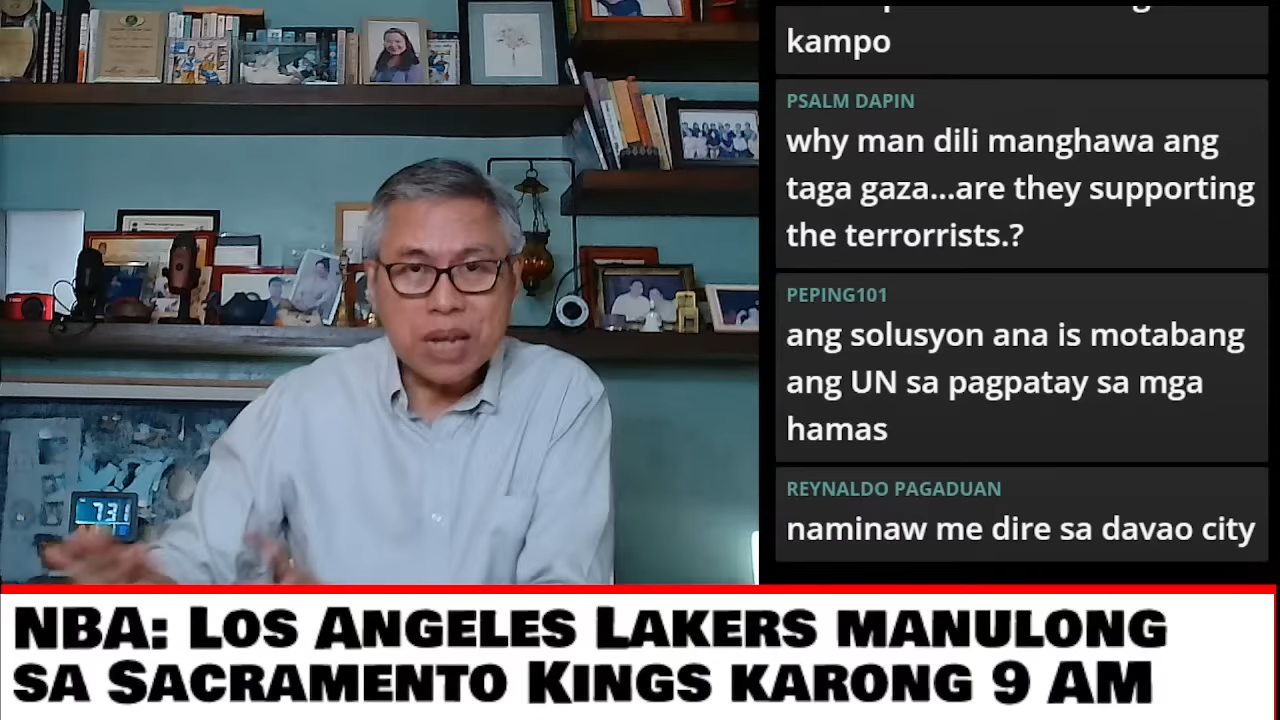 kampo
PSALM DAPIN
why man dili manghawa ang
taga gaza...are they supporting
the terrorrists.?
PEPING101
ang solusyon ana is motabang
ang UN sa pagpatay sa mga
hamas
REYNALDO PAGADUAN
naminaw me dire sa davao city
7:31
NBA: Los Angeles Lakers manulong
sa Sacramento Kings karong 9 AM